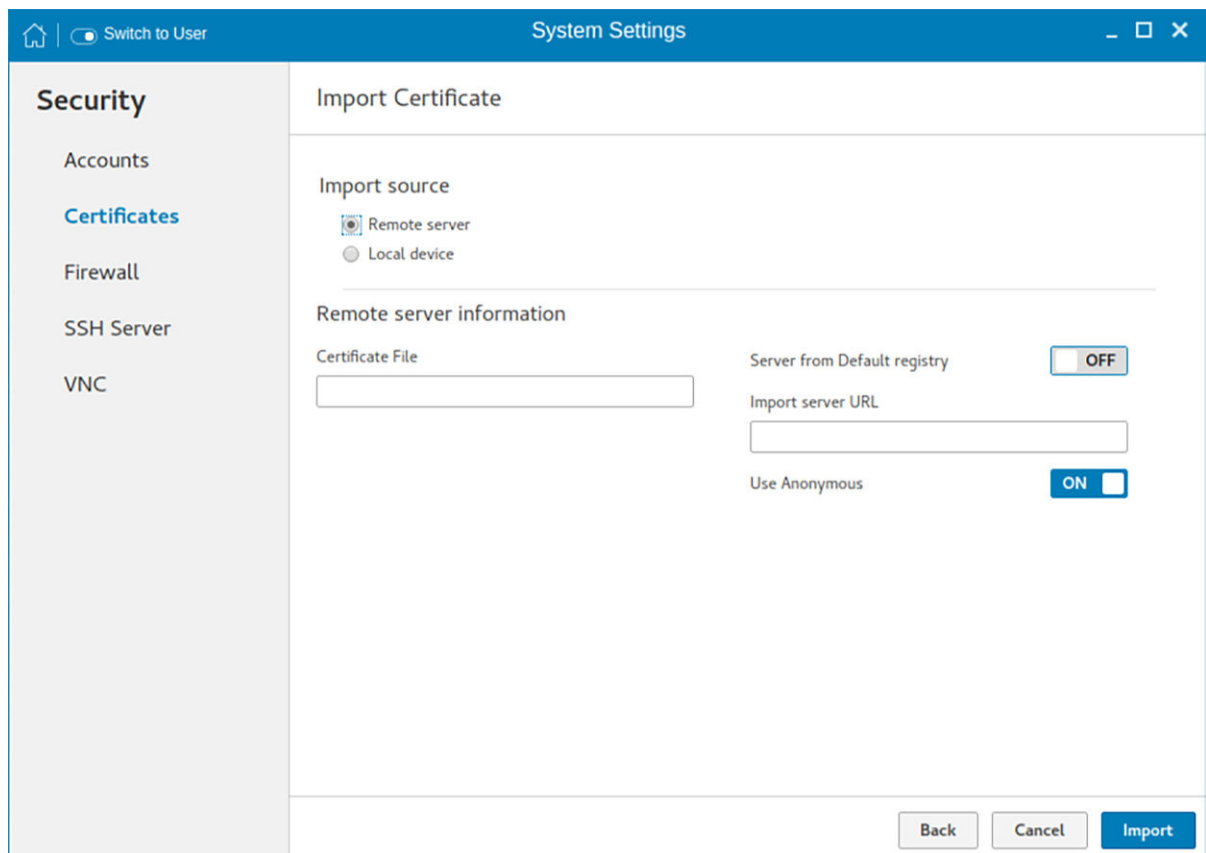 Switch to User
System Settings
Security
Accounts
Certificates
Firewall
SSH Server
VNC
Import Certificate
Import source
Remote server
Local device
Remote server information
Certificate File
Server from Default registry
OFF
Import server URL
Use Anonymous
ON
Back
Cancel
Import